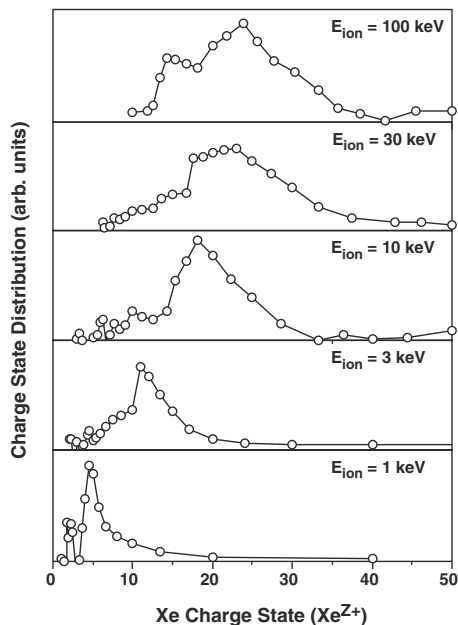 E_ion = 100 keV
E_ion = 30 keV
E_ion = 10 keV
E_ion = 3 keV
E_ion = 1 keV
Charge State Distribution (arb. units)
0 10 20 30 40 50
Xe Charge State (Xe^Z+)